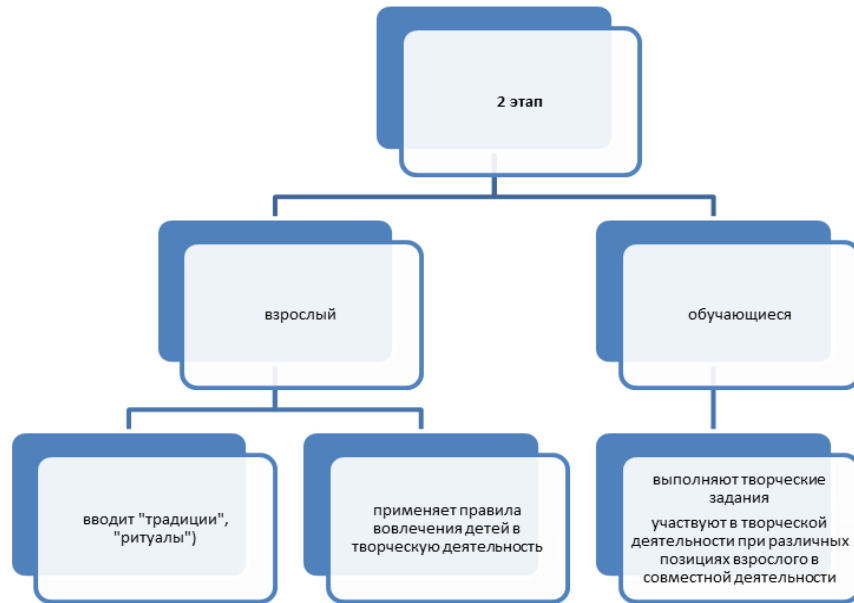 2 этап
взрослый
обучающиеся
вводит "традиции",
"ритуалы")
применяет правила
вовлечения детей в
творческую деятельность
выполняют творческие
задания
участвуют в творческой
деятельности при различных
позициях взрослого в
совместной деятельности